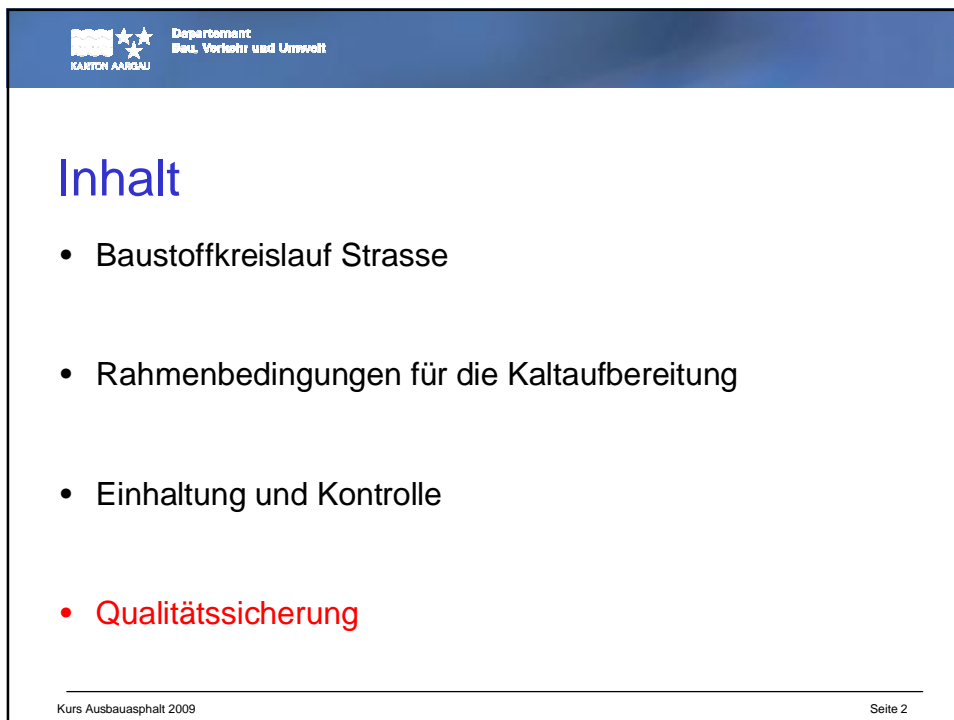 Departement
Bau, Verkehr und Umwelt
KANTON AARGAU
Inhalt
• Baustoffkreislauf Strasse
• Rahmenbedingungen für die Kaltaufbereitung
• Einhaltung und Kontrolle
• Qualitätssicherung
Kurs Ausbauasphalt 2009 Seite 2